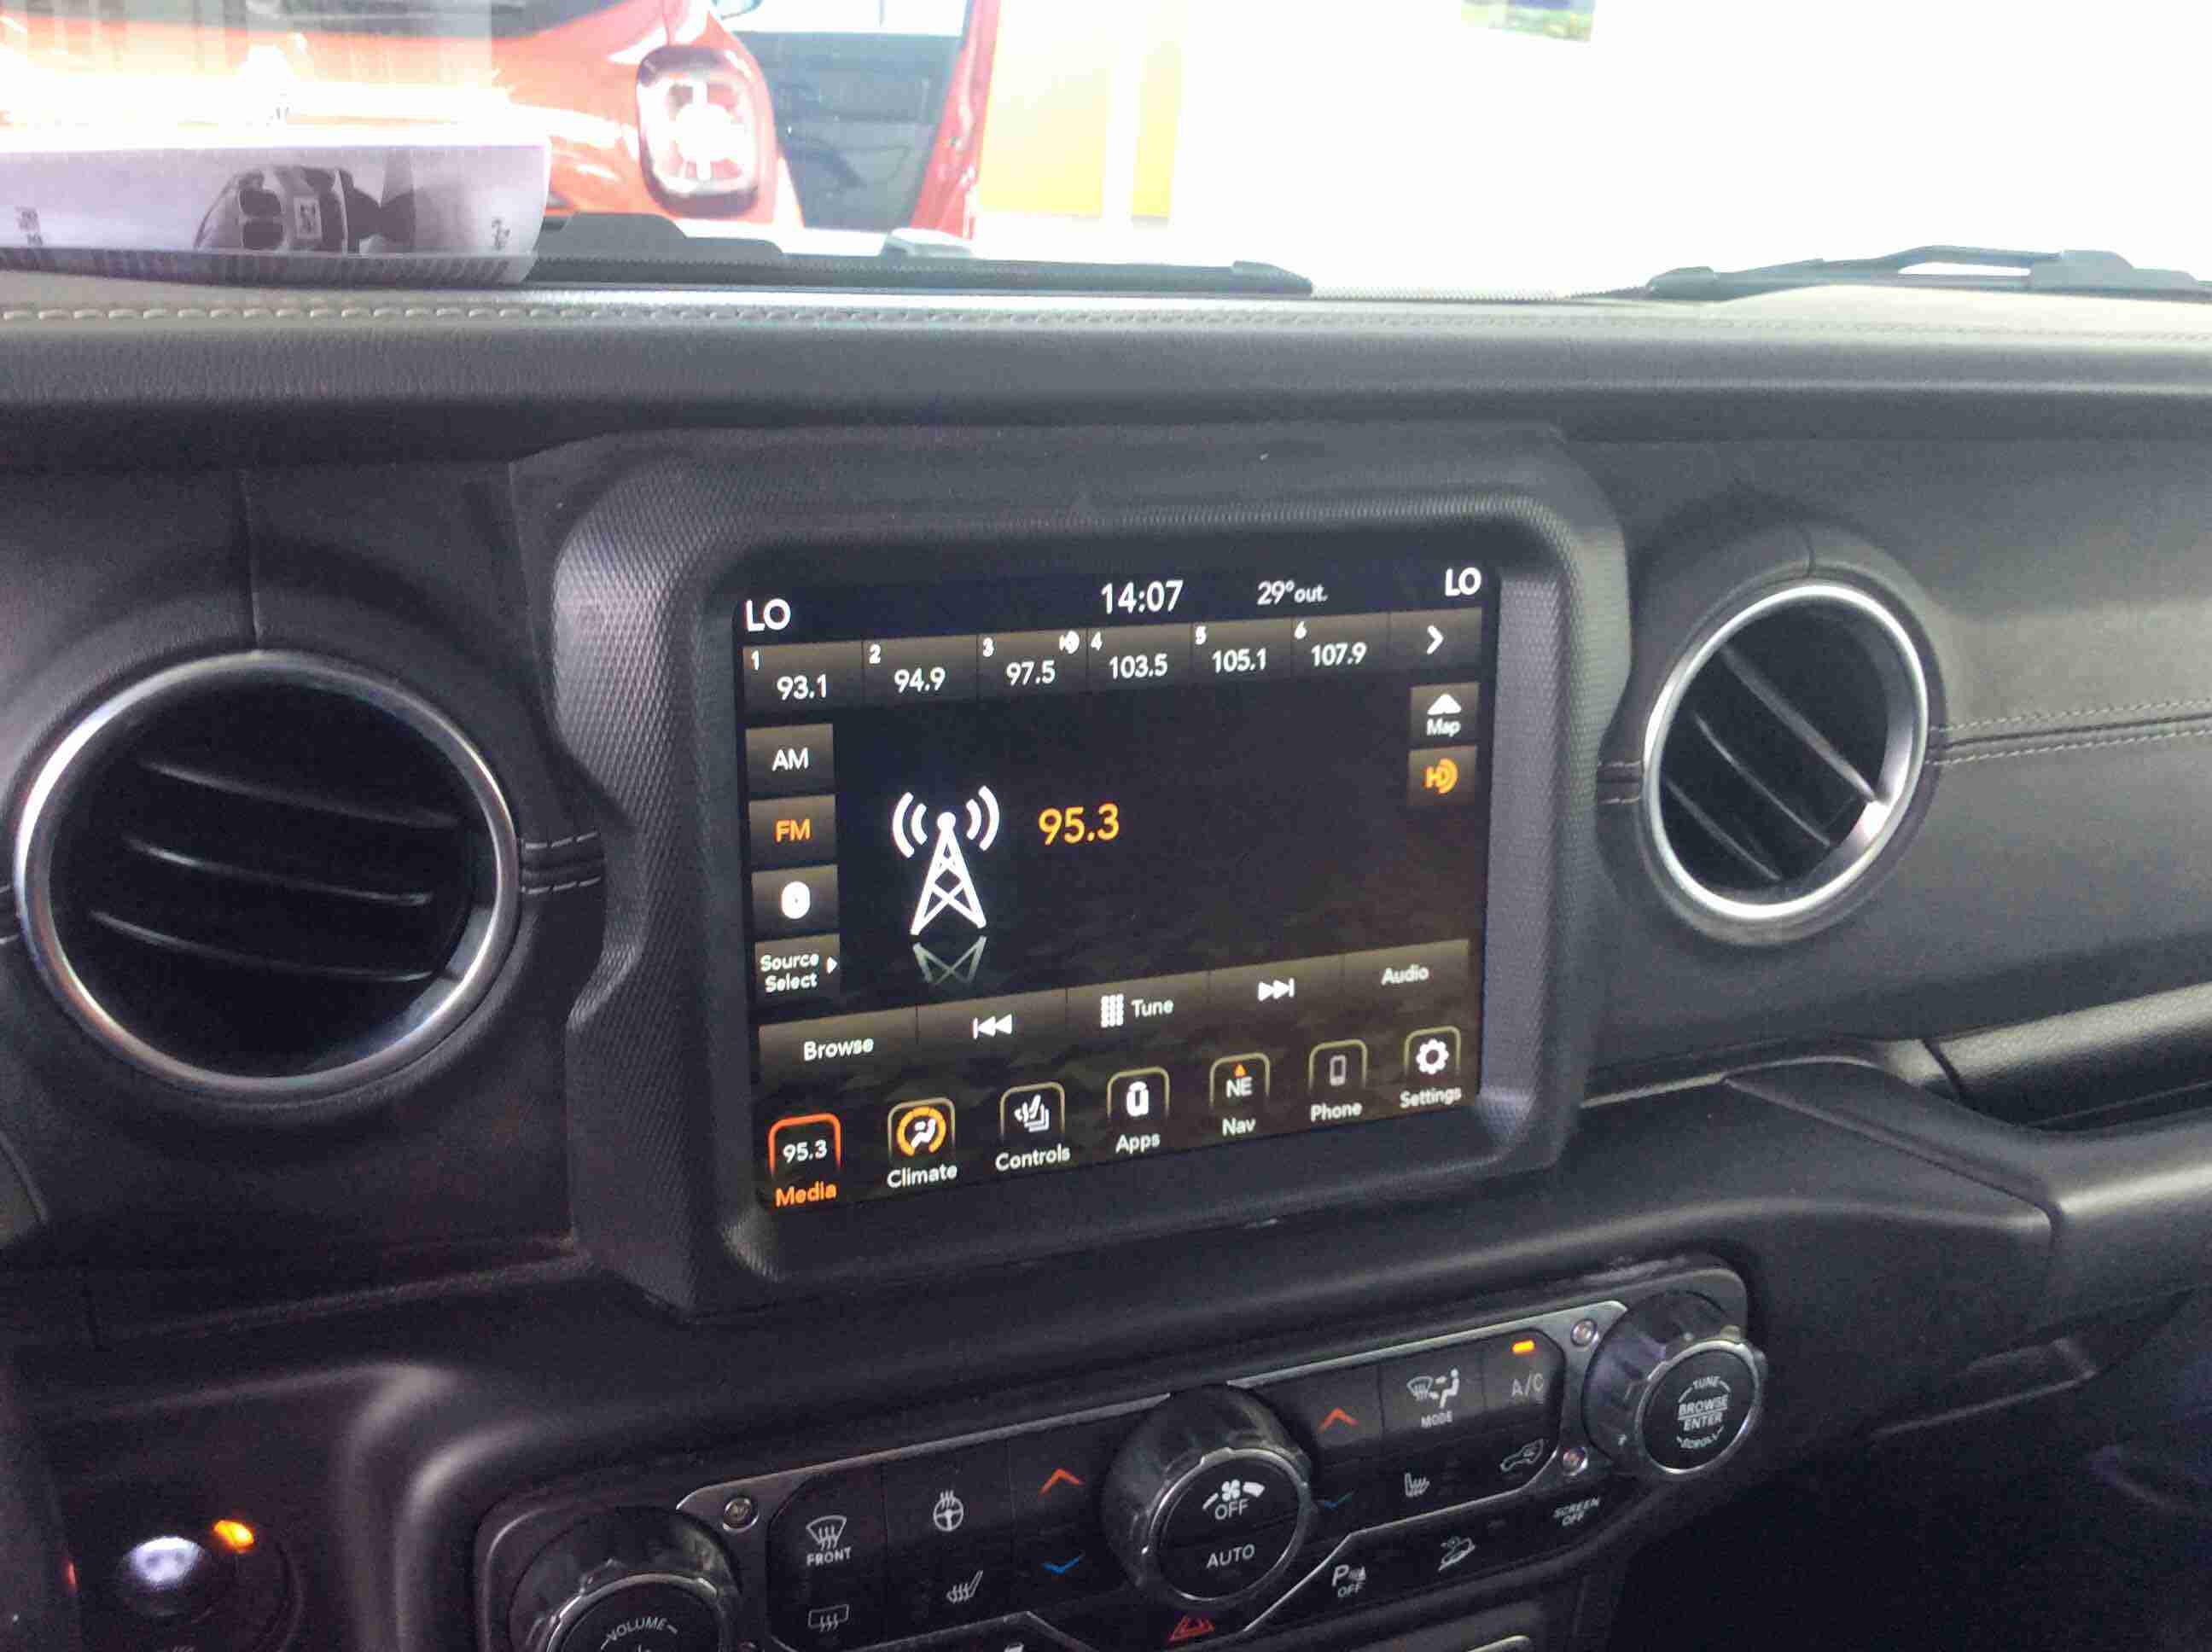 LO
14:07
29°out.
LO
1 93.1
2 94.9
3 97.5 HD
4 103.5
5 105.1
6 107.9
Map
AM
FM
HD
95.3
Source
Select
Browse
Tune
Audio
95.3
Media
Climate
Controls
Apps
NE
Nav
Phone
Settings
MODE
A/C
TUNE
BROWSE
ENTER
SCROLL
FRONT
OFF
AUTO
P
OFF
SCREEN
OFF
VOLUME